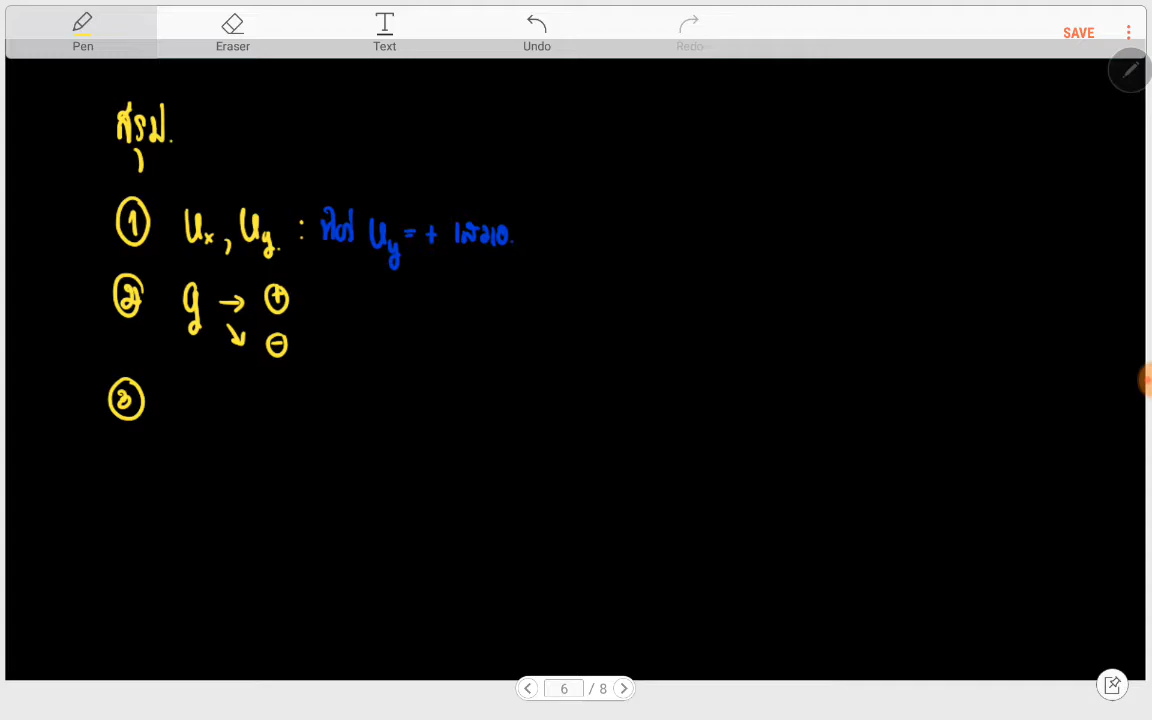 Pen Eraser Text Undo Redo SAVE
สรุป.
① Ux , Uy. : ทิศ Uy = + เสมอ.
② g → ⊕
↘ ⊖
③
6 / 8